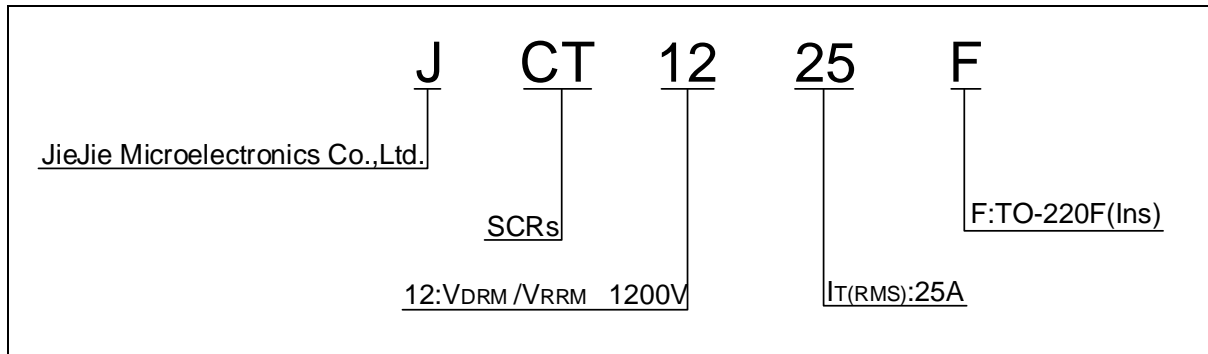 J CT 12 25 F
JieJie Microelectronics Co.,Ltd.
SCRs
F:TO-220F(Ins)
12:VDRM /VRRM 1200V
IT(RMS):25A